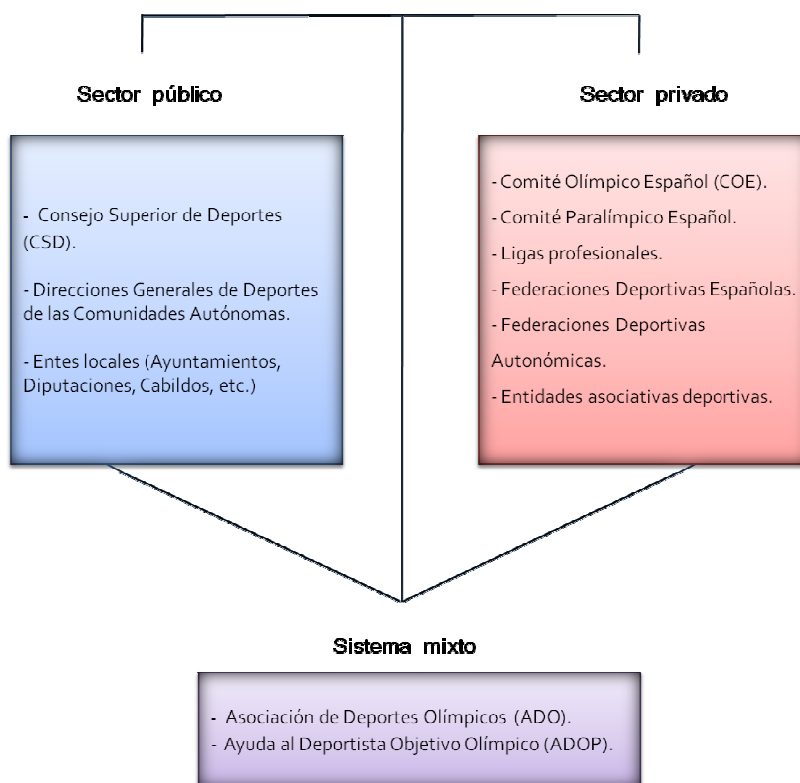 Sector público
- Consejo Superior de Deportes
(CSD).
- Direcciones Generales de Deportes
de las Comunidades Autónomas.
- Entes locales (Ayuntamientos,
Diputaciones, Cabildos, etc.)
Sector privado
- Comité Olímpico Español (COE).
- Comité Paralímpico Español.
- Ligas profesionales.
- Federaciones Deportivas Españolas.
- Federaciones Deportivas
Autonómicas.
- Entidades asociativas deportivas.
Sistema mixto
- Asociación de Deportes Olímpicos (ADO).
- Ayuda al Deportista Objetivo Olímpico (ADOP).